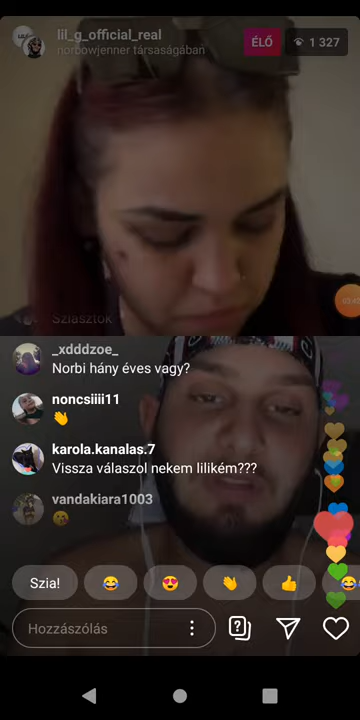 lil_g_official_real
norbowjenner társaságában
ÉLŐ
1 327
Sziasztok
_xdddzoe_
Norbi hány éves vagy?
noncsiiii11
👏
karola.kanalas.7
Vissza válaszol nekem lilikém???
vandakiara1003
😘
Szia! 😂 😍 👏 👍 😂
Hozzászólás